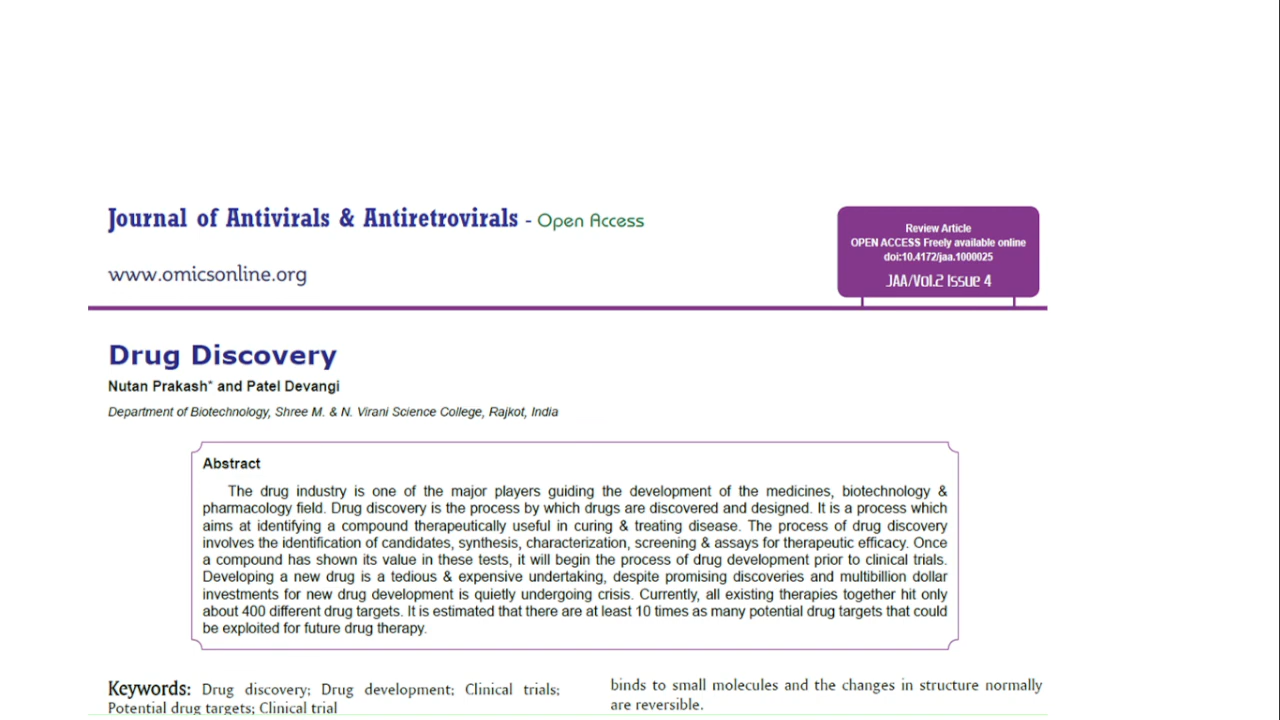 Journal of Antivirals & Antiretrovirals - Open Access
www.omicsonline.org
Review Article
OPEN ACCESS Freely available online
doi:10.4172/jaa.1000025
JAA/Vol.2 Issue 4
Drug Discovery
Nutan Prakash* and Patel Devangi
Department of Biotechnology, Shree M. & N. Virani Science College, Rajkot, India
Abstract
The drug industry is one of the major players guiding the development of the medicines, biotechnology &
pharmacology field. Drug discovery is the process by which drugs are discovered and designed. It is a process which
aims at identifying a compound therapeutically useful in curing & treating disease. The process of drug discovery
involves the identification of candidates, synthesis, characterization, screening & assays for therapeutic efficacy. Once
a compound has shown its value in these tests, it will begin the process of drug development prior to clinical trials.
Developing a new drug is a tedious & expensive undertaking, despite promising discoveries and multibillion dollar
investments for new drug development is quietly undergoing crisis. Currently, all existing therapies together hit only
about 400 different drug targets. It is estimated that there are at least 10 times as many potential drug targets that could
be exploited for future drug therapy.
Keywords: Drug discovery; Drug development; Clinical trials;
Potential drug targets; Clinical trial
binds to small molecules and the changes in structure normally
are reversible.